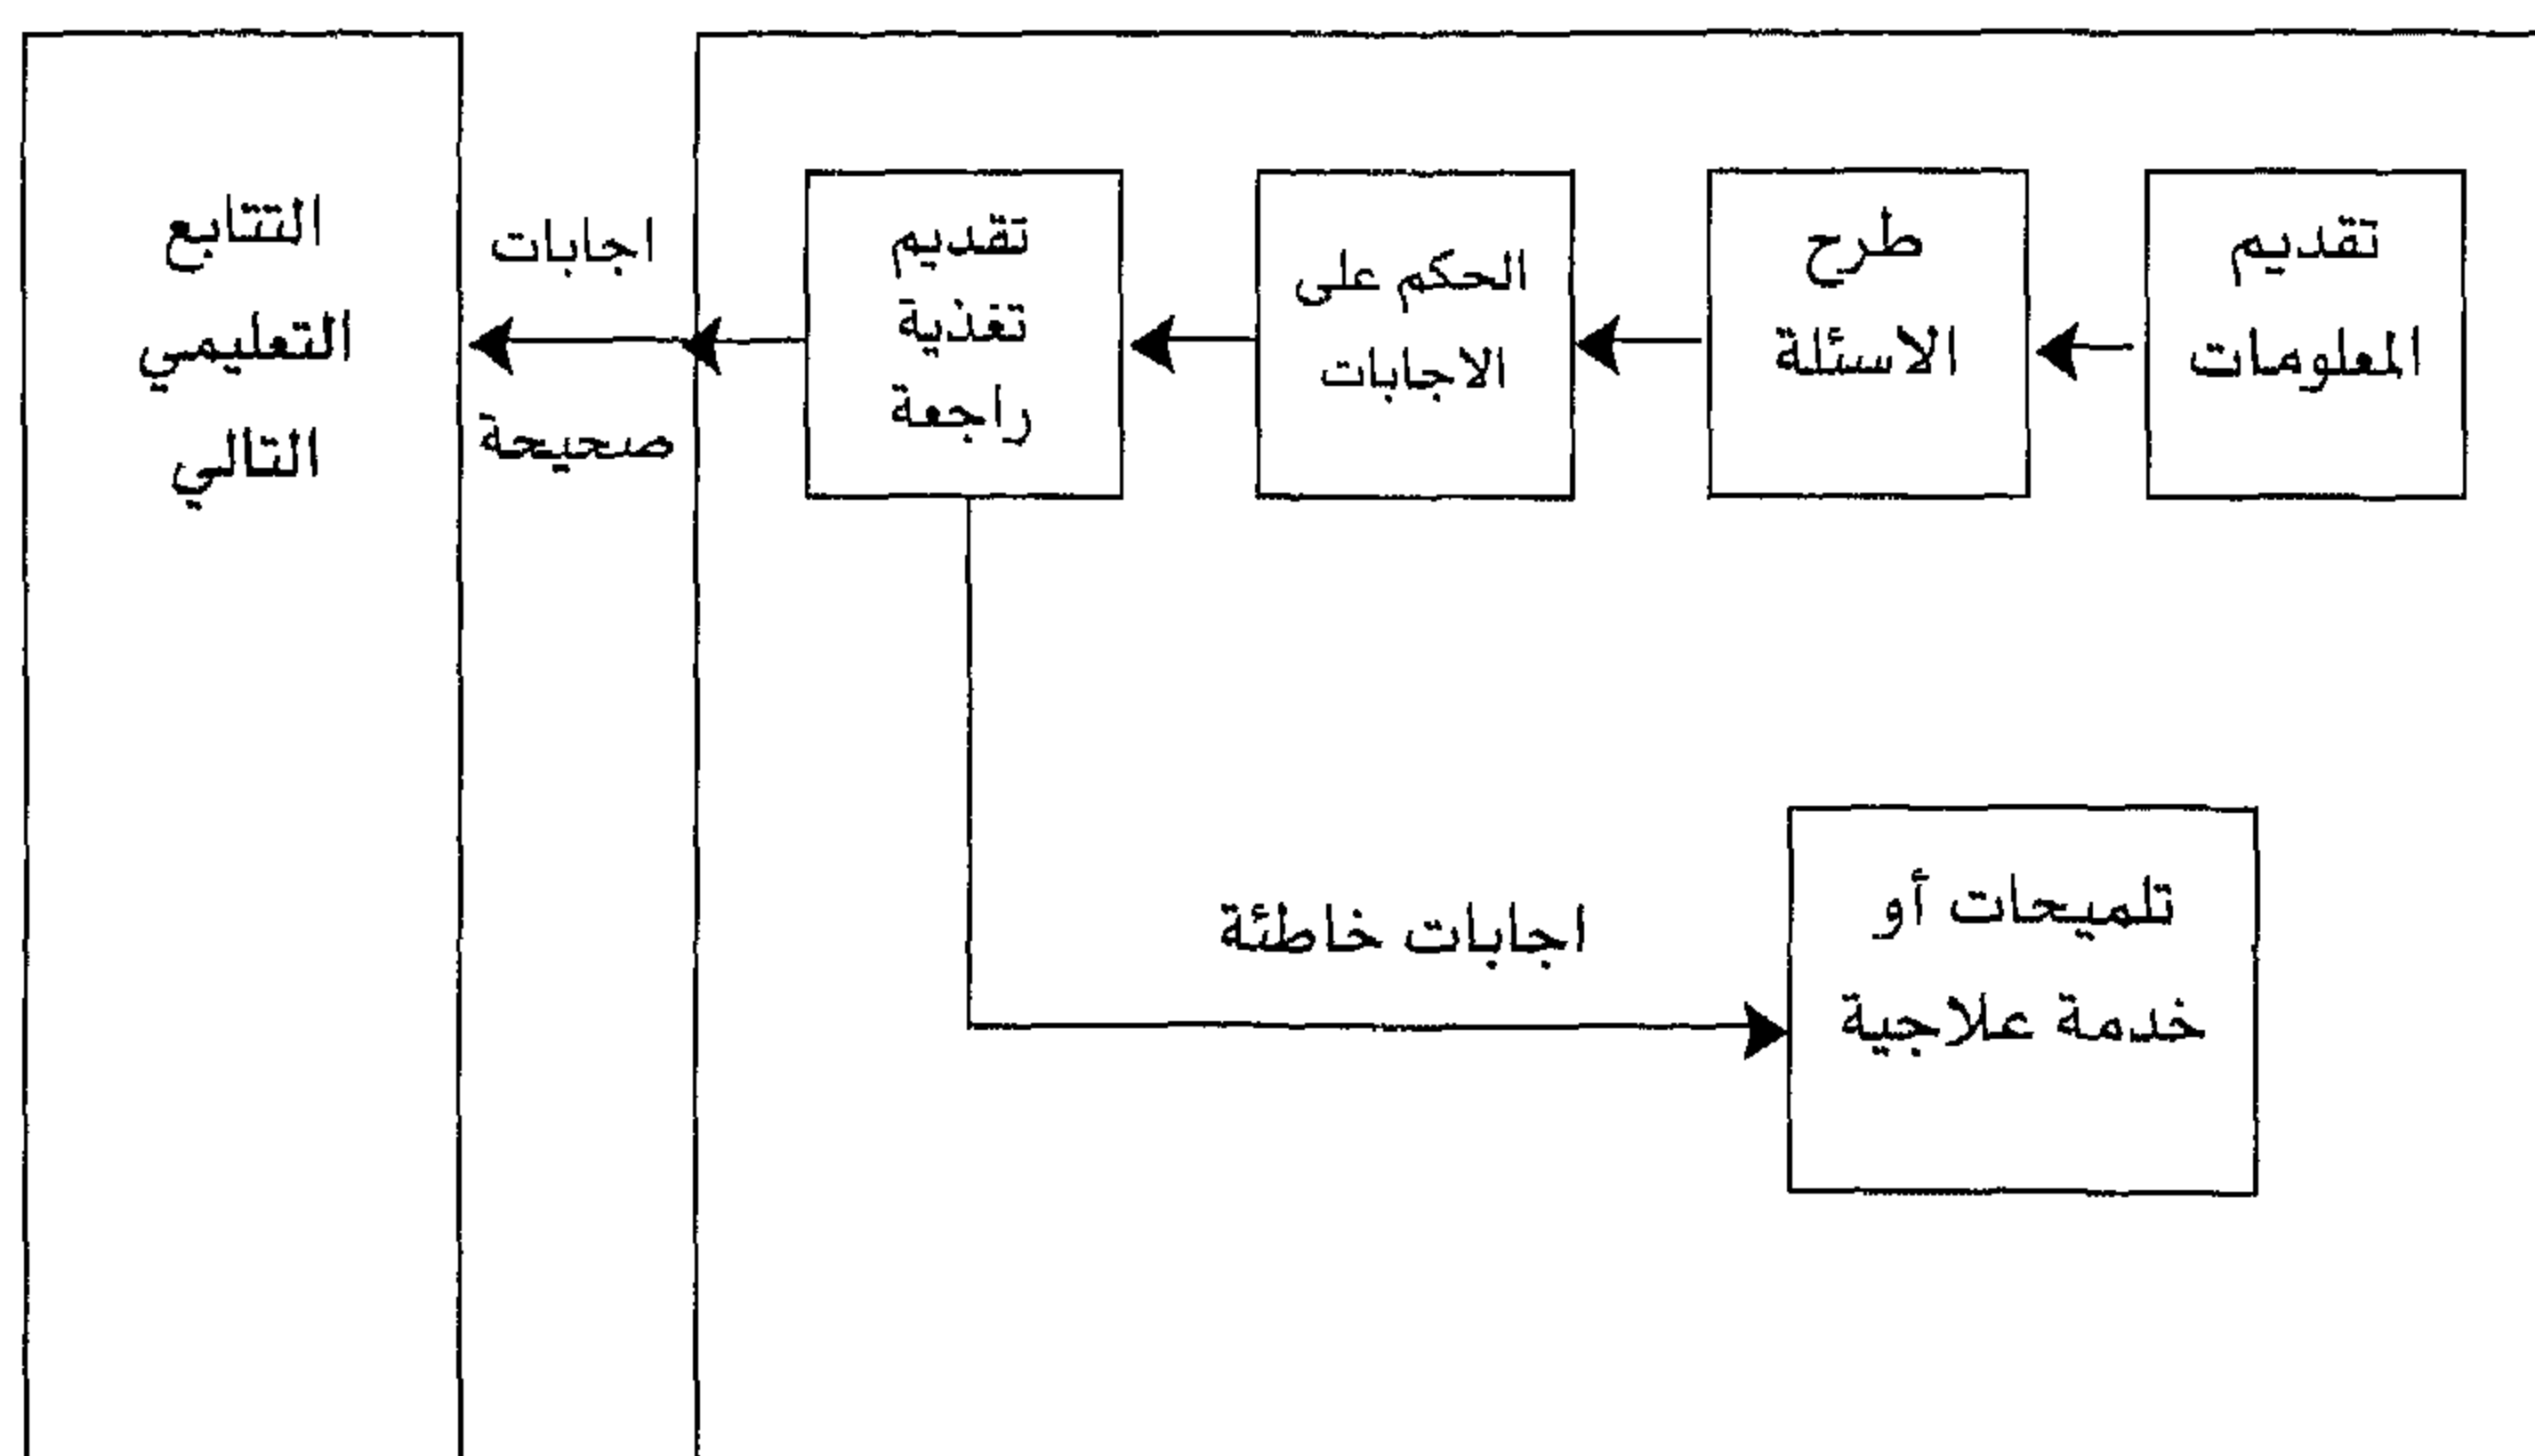 تقديم
المعلومات
طرح
الاسئلة
الحكم على
الاجابات
تقديم
تغذية
راجعة
اجابات
صحيحة
التتابع
التعليمي
التالي
اجابات خاطئة
تلميحات أو
خدمة علاجية